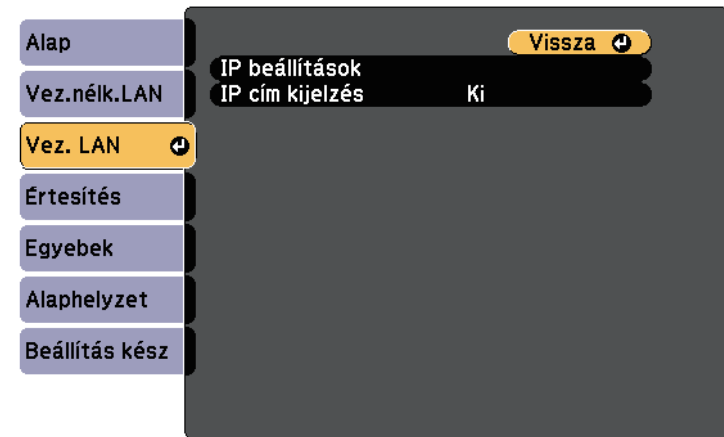 Alap
Vez.nélk.LAN
Vez. LAN
Értesítés
Egyebek
Alaphelyzet
Beállítás kész
Vissza
IP beállítások
IP cím kijelzés Ki